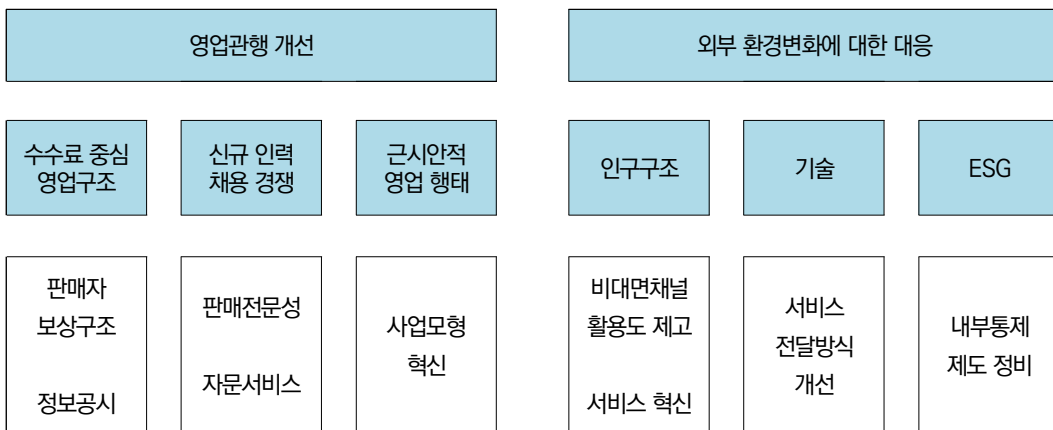 영업관행 개선
외부 환경변화에 대한 대응
수수료 중심
영업구조
신규 인력
채용 경쟁
근시안적
영업 행태
인구구조
기술
ESG
판매자
보상구조
정보공시
판매전문성
자문서비스
사업모형
혁신
비대면채널
활용도 제고
서비스 혁신
서비스
전달방식
개선
내부통제
제도 정비